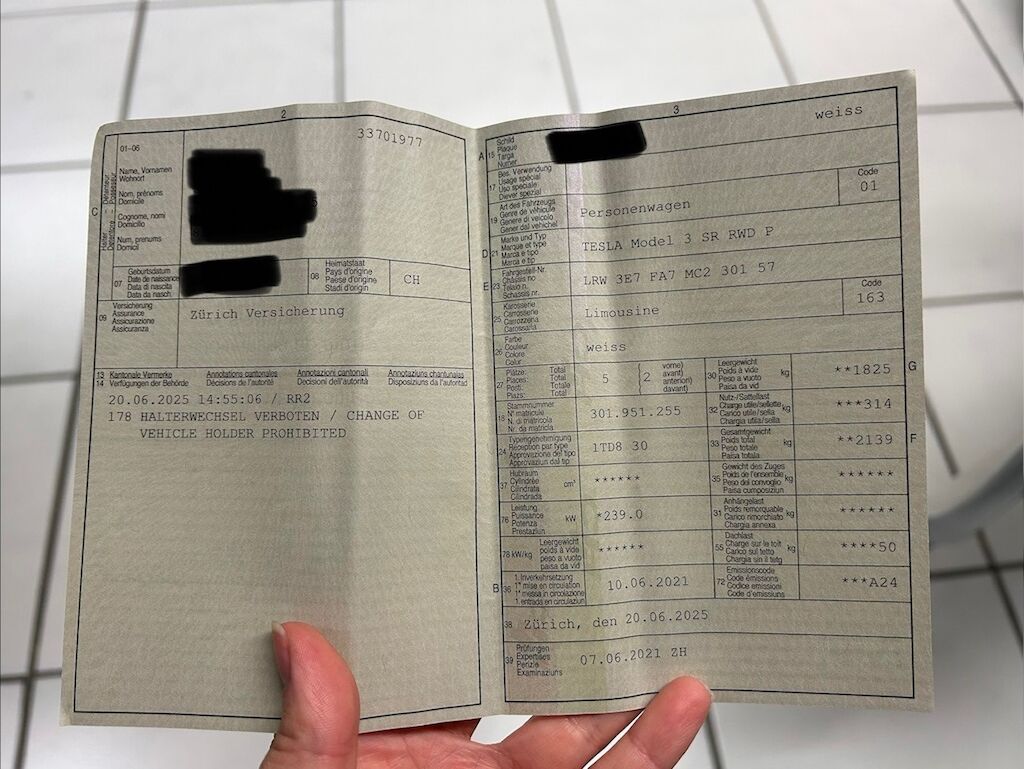 2
33701977
01–06
Name, Vornamen
Wohnort
Nom, prénoms
Domicile
Cognome, nomi
Domicilio
Num, prenums
Domicil
C
Halter
Détenteur
07
Geburtsdatum
Date de naissance
Data di nascita
Data da nasch.
08
Heimatstaat
Pays d'origine
Paese d'origine
Stadi d'origin
CH
09
Versicherung
Assurance
Assicurazione
Assicuranza
Zürich Versicherung
13 Kantonale Vermerke
14 Verfügungen der Behörde
Annotations cantonales
Décisions de l'autorité
Annotazioni cantonali
Decisioni dell'autorità
Annotaziuns chantunalas
Disposiziuns da l'autoritad
20.06.2025 14:55:06 / RR2
178 HALTERWECHSEL VERBOTEN / CHANGE OF
VEHICLE HOLDER PROHIBITED
3
weiss
A 15
Schild
Plaque
Targa
Numer
17
Bes. Verwendung
Usage spécial
Uso speciale
Diever spezial
19
Art des Fahrzeugs
Genre de véhicule
Genere di veicolo
Gener dal vehichel
Personenwagen
Code
01
D 21
Marke und Typ
Marque et type
Marca e tipo
Marca e tip
TESLA Model 3 SR RWD P
E 23
Fahrgestell-Nr.
Châssis no
Telaio n.
Schassis nr.
LRW 3E7 FA7 MC2 301 57
25
Karosserie
Carrosserie
Carrozzeria
Carossaria
Limousine
Code
163
26
Farbe
Couleur
Colore
Colur
weiss
27
Plätze: Total
Places: Total
Posti: Totale
Plazs: Total
5
2
vorne)
avant)
anteriori)
davant)
30
Leergewicht
Poids à vide
Peso a vuoto
Paisa da vid
kg
**1825
G
18
Stammnummer
N° matricule
N. di matricola
Nr. da matricla
301.951.255
32
Nutz-/Sattellast
Charge utile/sellette
Carico utile/sella
Chargia utila/sella
kg
***314
24
Typengenehmigung
Réception par type
Approvazione del tipo
Approvaziun dal tip
1TD8 30
33
Gesamtgewicht
Poids total
Peso totale
Paisa totala
kg
**2139
F
37
Hubraum
Cylindrée
Cilindrata
Cilindrada
cm³
******
35
Gewicht des Zuges
Poids de l'ensemble
Peso del convoglio
Paisa cumposiziun
kg
******
76
Leistung
Puissance
Potenza
Prestaziun
kW
*239.0
31
Anhängelast
Poids remorquable
Carico rimorchiato
Chargia annexa
kg
******
78 kW/kg
Leergewicht
poids à vide
peso a vuoto
paisa da vid
******
55
Dachlast
Charge sur le toit
Carico sul tetto
Chargia sin il tetg
kg
****50
B 36
1. Inverkehrsetzung
1re mise en circulation
1a messa in circolazione
1. entrada en circulaziun
10.06.2021
72
Emissionscode
Code émissions
Codice emissioni
Code d'emissiuns
***A24
38
Zürich, den 20.06.2025
39
Prüfungen
Expertises
Perizie
Examinaziuns
07.06.2021 ZH